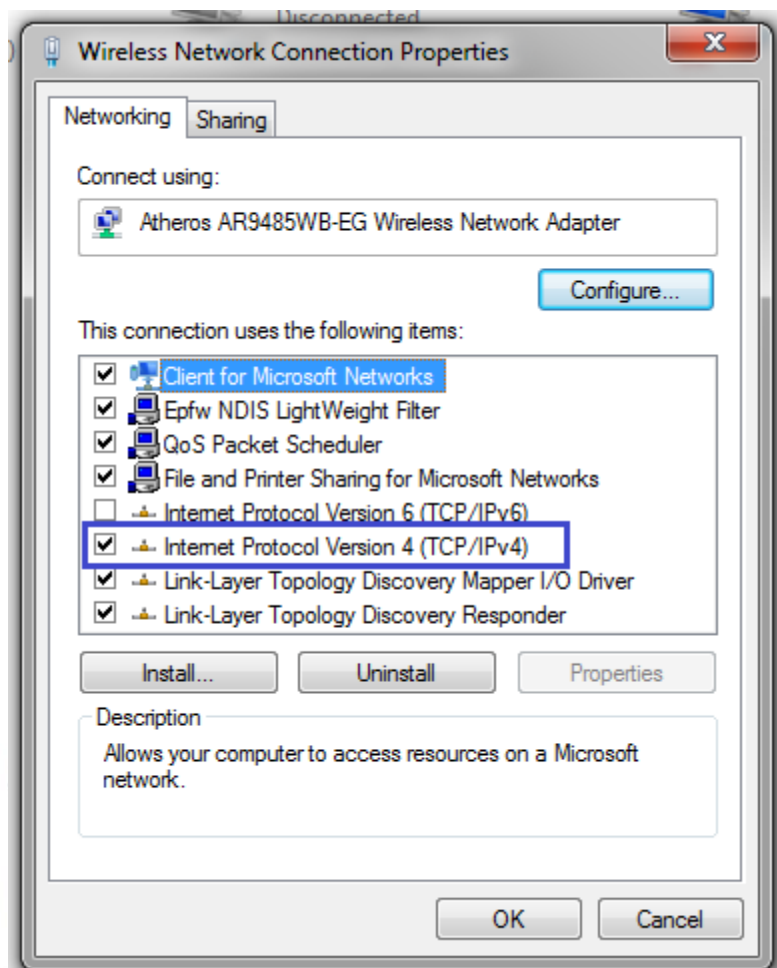 Disconnected
Wireless Network Connection Properties
Networking
Sharing
Connect using:
Atheros AR9485WB-EG Wireless Network Adapter
Configure...
This connection uses the following items:
Client for Microsoft Networks
Epfw NDIS LightWeight Filter
QoS Packet Scheduler
File and Printer Sharing for Microsoft Networks
Internet Protocol Version 6 (TCP/IPv6)
Internet Protocol Version 4 (TCP/IPv4)
Link-Layer Topology Discovery Mapper I/O Driver
Link-Layer Topology Discovery Responder
Install...
Uninstall
Properties
Description
Allows your computer to access resources on a Microsoft
network.
OK
Cancel